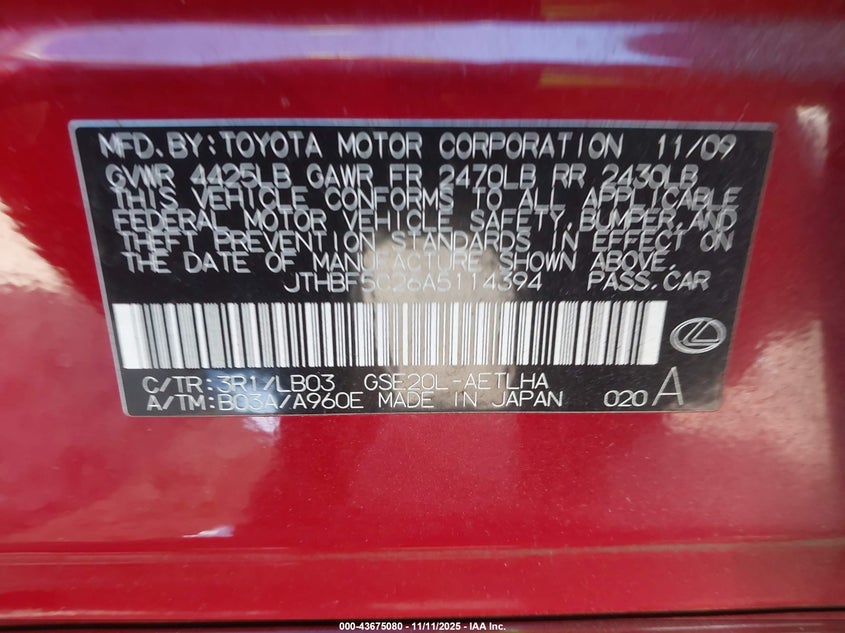 MFD. BY: TOYOTA MOTOR CORPORATION 11/09
GVWR 4425LB GAWR FR 2470LB RR 2430LB
THIS VEHICLE CONFORMS TO ALL APPLICABLE
FEDERAL MOTOR VEHICLE SAFETY, BUMPER, AND
THEFT PREVENTION STANDARDS IN EFFECT ON
THE DATE OF MANUFACTURE SHOWN ABOVE.
JTHBF5C26A5114394 PASS. CAR
C/TR: 3R1/LB03 GSE20L-AETLHA
A/TM: B03A/A960E MADE IN JAPAN 020 A
000-43675080 - 11/11/2025 - IAA Inc.